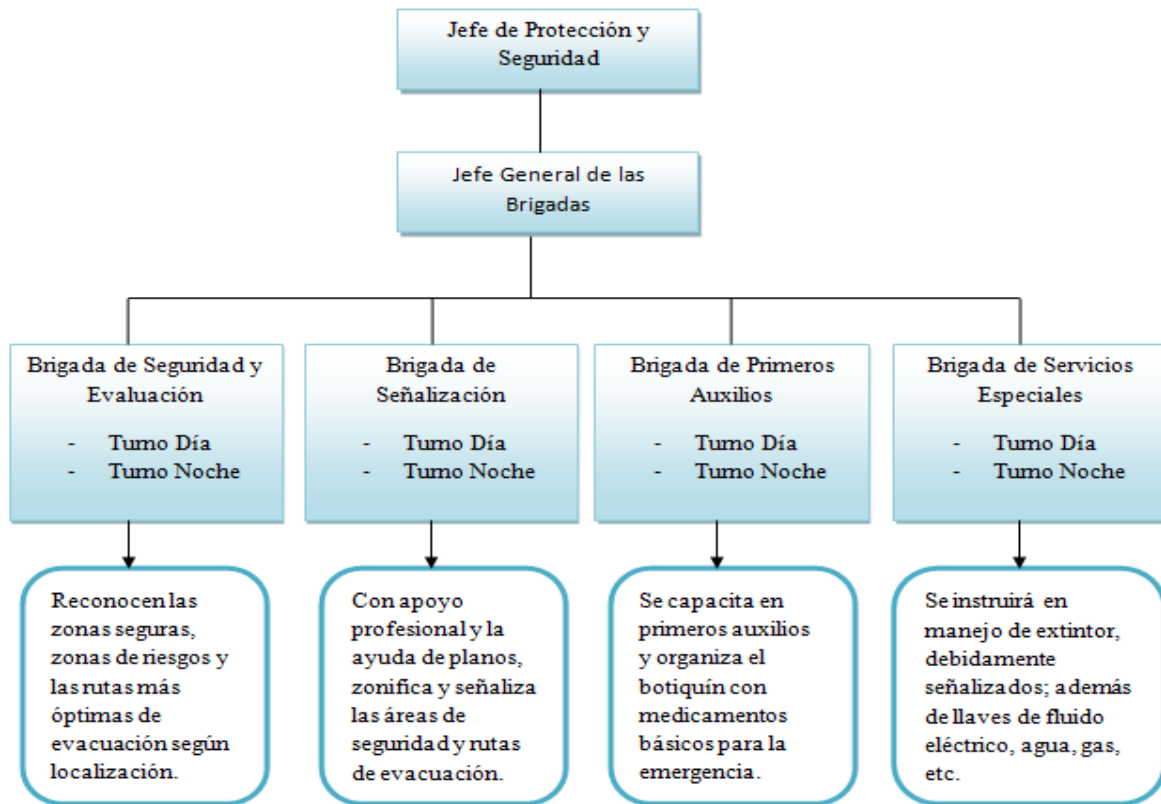 Jefe de Protección y
Seguridad
Jefe General de las
Brigadas
Brigada de Seguridad y
Evaluación
- Turno Día
- Turno Noche
Brigada de
Señalización
- Turno Día
- Turno Noche
Brigada de Primeros
Auxilios
- Turno Día
- Turno Noche
Brigada de Servicios
Especiales
- Turno Día
- Turno Noche
Reconocen las
zonas seguras,
zonas de riesgos y
las rutas más
óptimas de
evacuación según
localización.
Con apoyo
profesional y la
ayuda de planos,
zonifica y señaliza
las áreas de
seguridad y rutas
de evacuación.
Se capacita en
primeros auxilios
y organiza el
botiquín con
medicamentos
básicos para la
emergencia.
Se instruirá en
manejo de extintor,
debidamente
señalizados; además
de llaves de fluido
eléctrico, agua, gas,
etc.